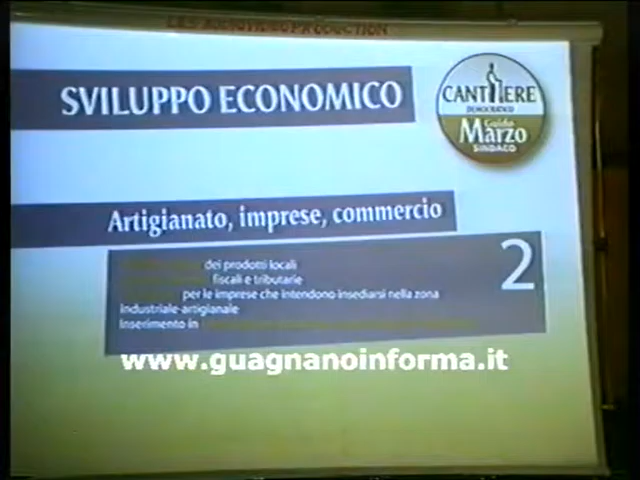 SVILUPPO ECONOMICO
CANTIERE
DEMOCRATICO
Guido
Marzo
SINDACO
Artigianato, imprese, commercio
2
dei prodotti locali
fiscali e tributarie
per le imprese che intendono insediarsi nella zona
industriale-artigianale
Inserimento in
www.guagnanoinforma.it